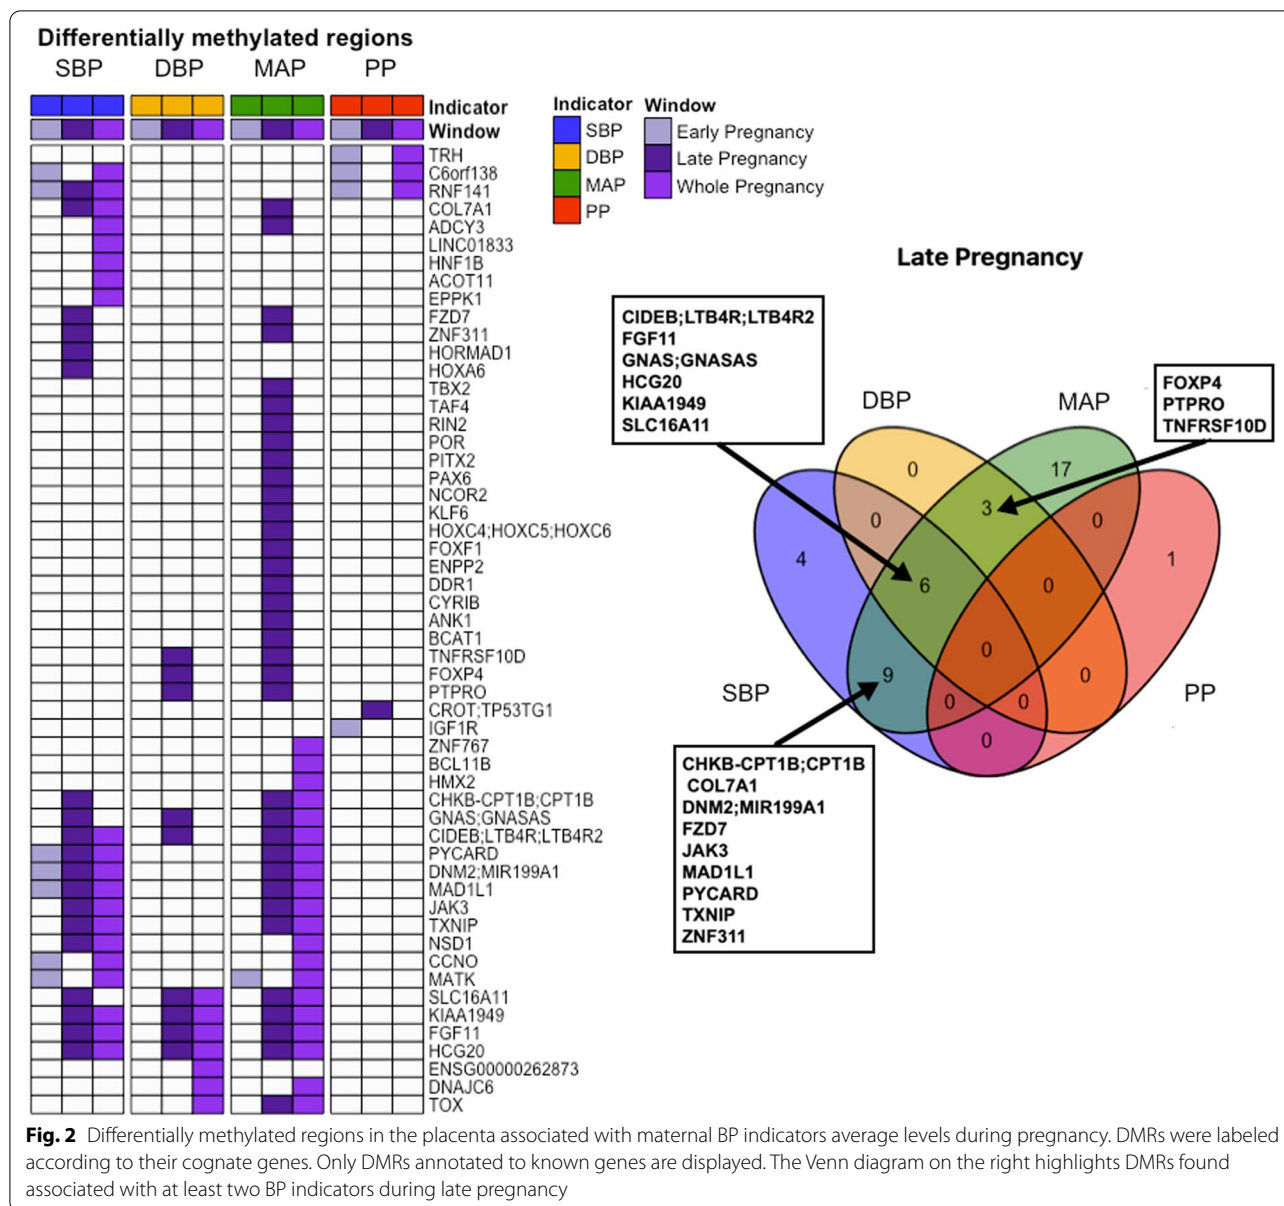 Differentially methylated regions
SBP DBP MAP PP
Indicator
Window
TRH
C6orf138
RNF141
COL7A1
ADCY3
LINC01833
HNF1B
ACOT11
EPPK1
FZD7
ZNF311
HORMAD1
HOXA6
TBX2
TAF4
RIN2
POR
PITX2
PAX6
NCOR2
KLF6
HOXC4;HOXC5;HOXC6
FOXF1
ENPP2
DDR1
CYRIB
ANK1
BCAT1
TNFRSF10D
FOXP4
PTPRO
CROT;TP53TG1
IGF1R
ZNF767
BCL11B
HMX2
CHKB-CPT1B;CPT1B
GNAS;GNASAS
CIDEB;LTB4R;LTB4R2
PYCARD
DNM2;MIR199A1
MAD1L1
JAK3
TXNIP
NSD1
CCNO
MATK
SLC16A11
KIAA1949
FGF11
HCG20
ENSG00000262873
DNAJC6
TOX
Indicator
SBP
DBP
MAP
PP
Window
Early Pregnancy
Late Pregnancy
Whole Pregnancy
Late Pregnancy
CIDEB;LTB4R;LTB4R2
FGF11
GNAS;GNASAS
HCG20
KIAA1949
SLC16A11
FOXP4
PTPRO
TNFRSF10D
DBP MAP
0 17
3
0 0
4 1
6 0
0
9 0
SBP PP
0 0
0
CHKB-CPT1B;CPT1B
COL7A1
DNM2;MIR199A1
FZD7
JAK3
MAD1L1
PYCARD
TXNIP
ZNF311
Fig. 2 Differentially methylated regions in the placenta associated with maternal BP indicators average levels during pregnancy. DMRs were labeled
according to their cognate genes. Only DMRs annotated to known genes are displayed. The Venn diagram on the right highlights DMRs found
associated with at least two BP indicators during late pregnancy